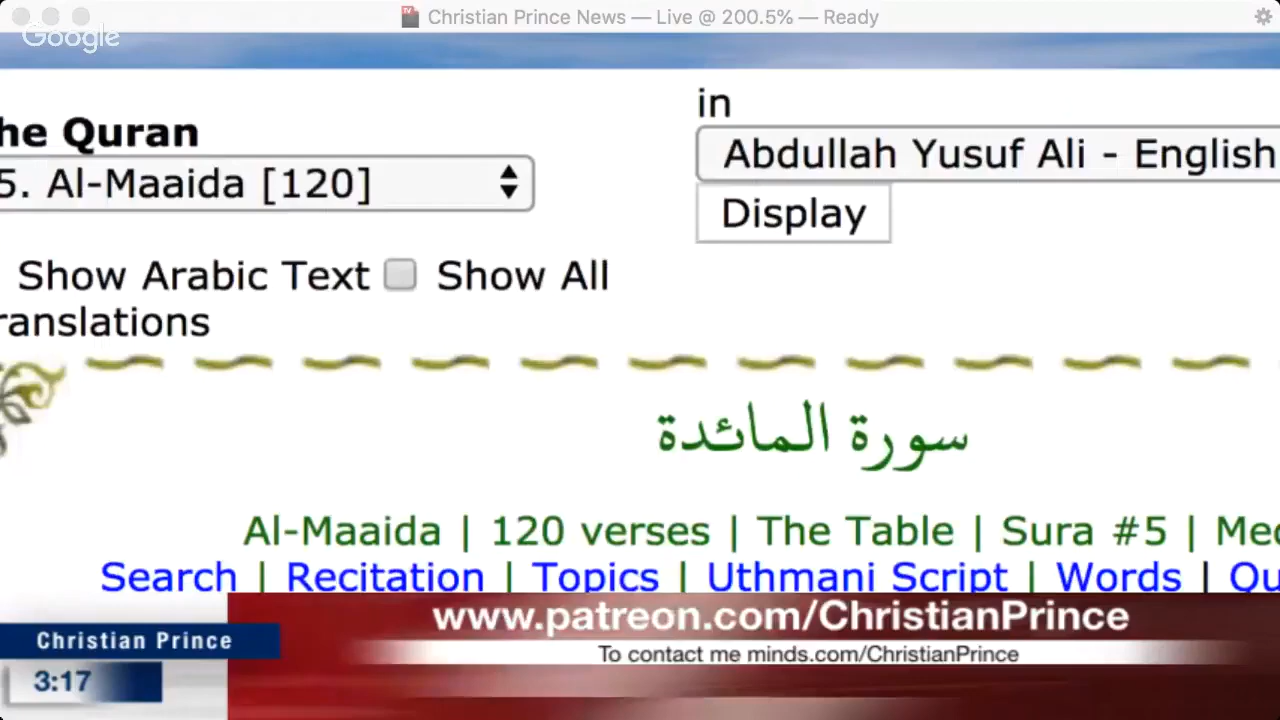 Christian Prince News — Live @ 200.5% — Ready
Google
he Quran
in
5. Al-Maaida [120]
Abdullah Yusuf Ali - English
Display
Show Arabic Text Show All
ranslations
سورة المائدة
Al-Maaida | 120 verses | The Table | Sura #5 | Med
Search | Recitation | Topics | Uthmani Script | Words | Qu
www.patreon.com/ChristianPrince
Christian Prince
To contact me minds.com/ChristianPrince
3:17